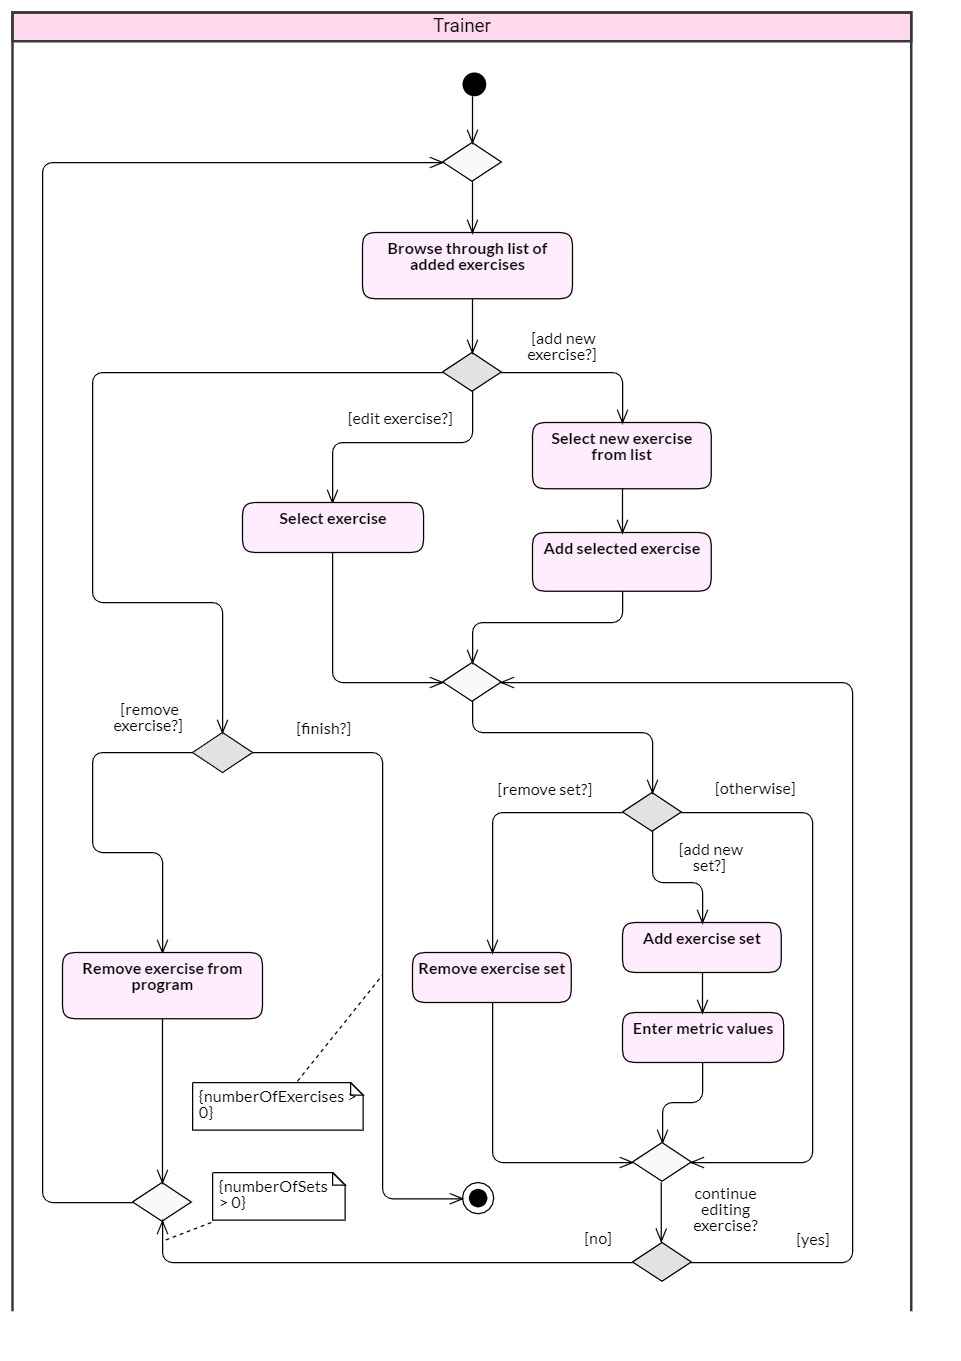 Trainer
Browse through list of
added exercises
[add new
exercise?]
[edit exercise?]
Select new exercise
from list
Select exercise
Add selected exercise
[remove
exercise?]
[finish?]
[remove set?]
[otherwise]
[add new
set?]
Add exercise set
Remove exercise from
program
Remove exercise set
Enter metric values
{numberOfExercises >
0}
{numberOfSets
> 0}
continue
editing
exercise?
[no]
[yes]